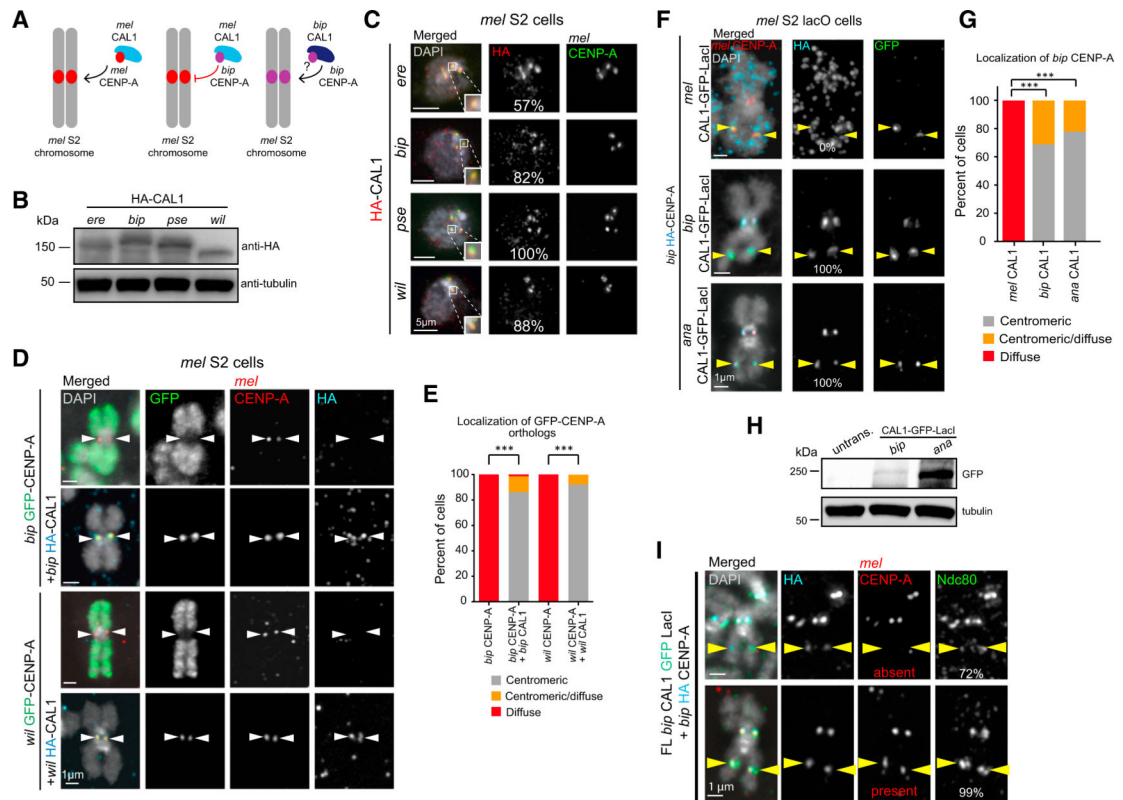 A
mel
CAL1
mel
CENP-A
mel S2
chromosome
mel
CAL1
bip
CENP-A
mel S2
chromosome
bip
CAL1
?
bip
CENP-A
mel S2
chromosome
B
HA-CAL1
kDa
ere bip pse wil
150
anti-HA
50
anti-tubulin
C
mel S2 cells
Merged
DAPI
HA
mel
CENP-A
HA-CAL1
ere
57%
bip
82%
pse
100%
wil
88%
5µm
D
mel S2 cells
Merged
DAPI
GFP
mel
CENP-A
HA
bip GFP-CENP-A
+bip HA-CAL1
wil GFP-CENP-A
+wil HA-CAL1
1µm
E
Localization of GFP-CENP-A
orthologs
***
***
Percent of cells
100
80
60
40
20
0
bip CENP-A
bip CENP-A
+ bip CAL1
wil CENP-A
wil CENP-A
+ wil CAL1
Centromeric
Centromeric/diffuse
Diffuse
F
mel S2 lacO cells
Merged
mel CENP-A
DAPI
HA
GFP
bip HA-CENP-A
mel
CAL1-GFP-LacI
0%
bip
CAL1-GFP-LacI
100%
ana
CAL1-GFP-LacI
100%
1µm
G
Localization of bip CENP-A
***
***
Percent of cells
100
80
60
40
20
0
mel CAL1
bip CAL1
ana CAL1
Centromeric
Centromeric/diffuse
Diffuse
H
untrans.
CAL1-GFP-LacI
bip
ana
kDa
250
GFP
50
tubulin
I
Merged
DAPI
HA
mel
CENP-A
Ndc80
FL bip CAL1 GFP LacI
+ bip HA CENP-A
absent
72%
present
99%
1 µm